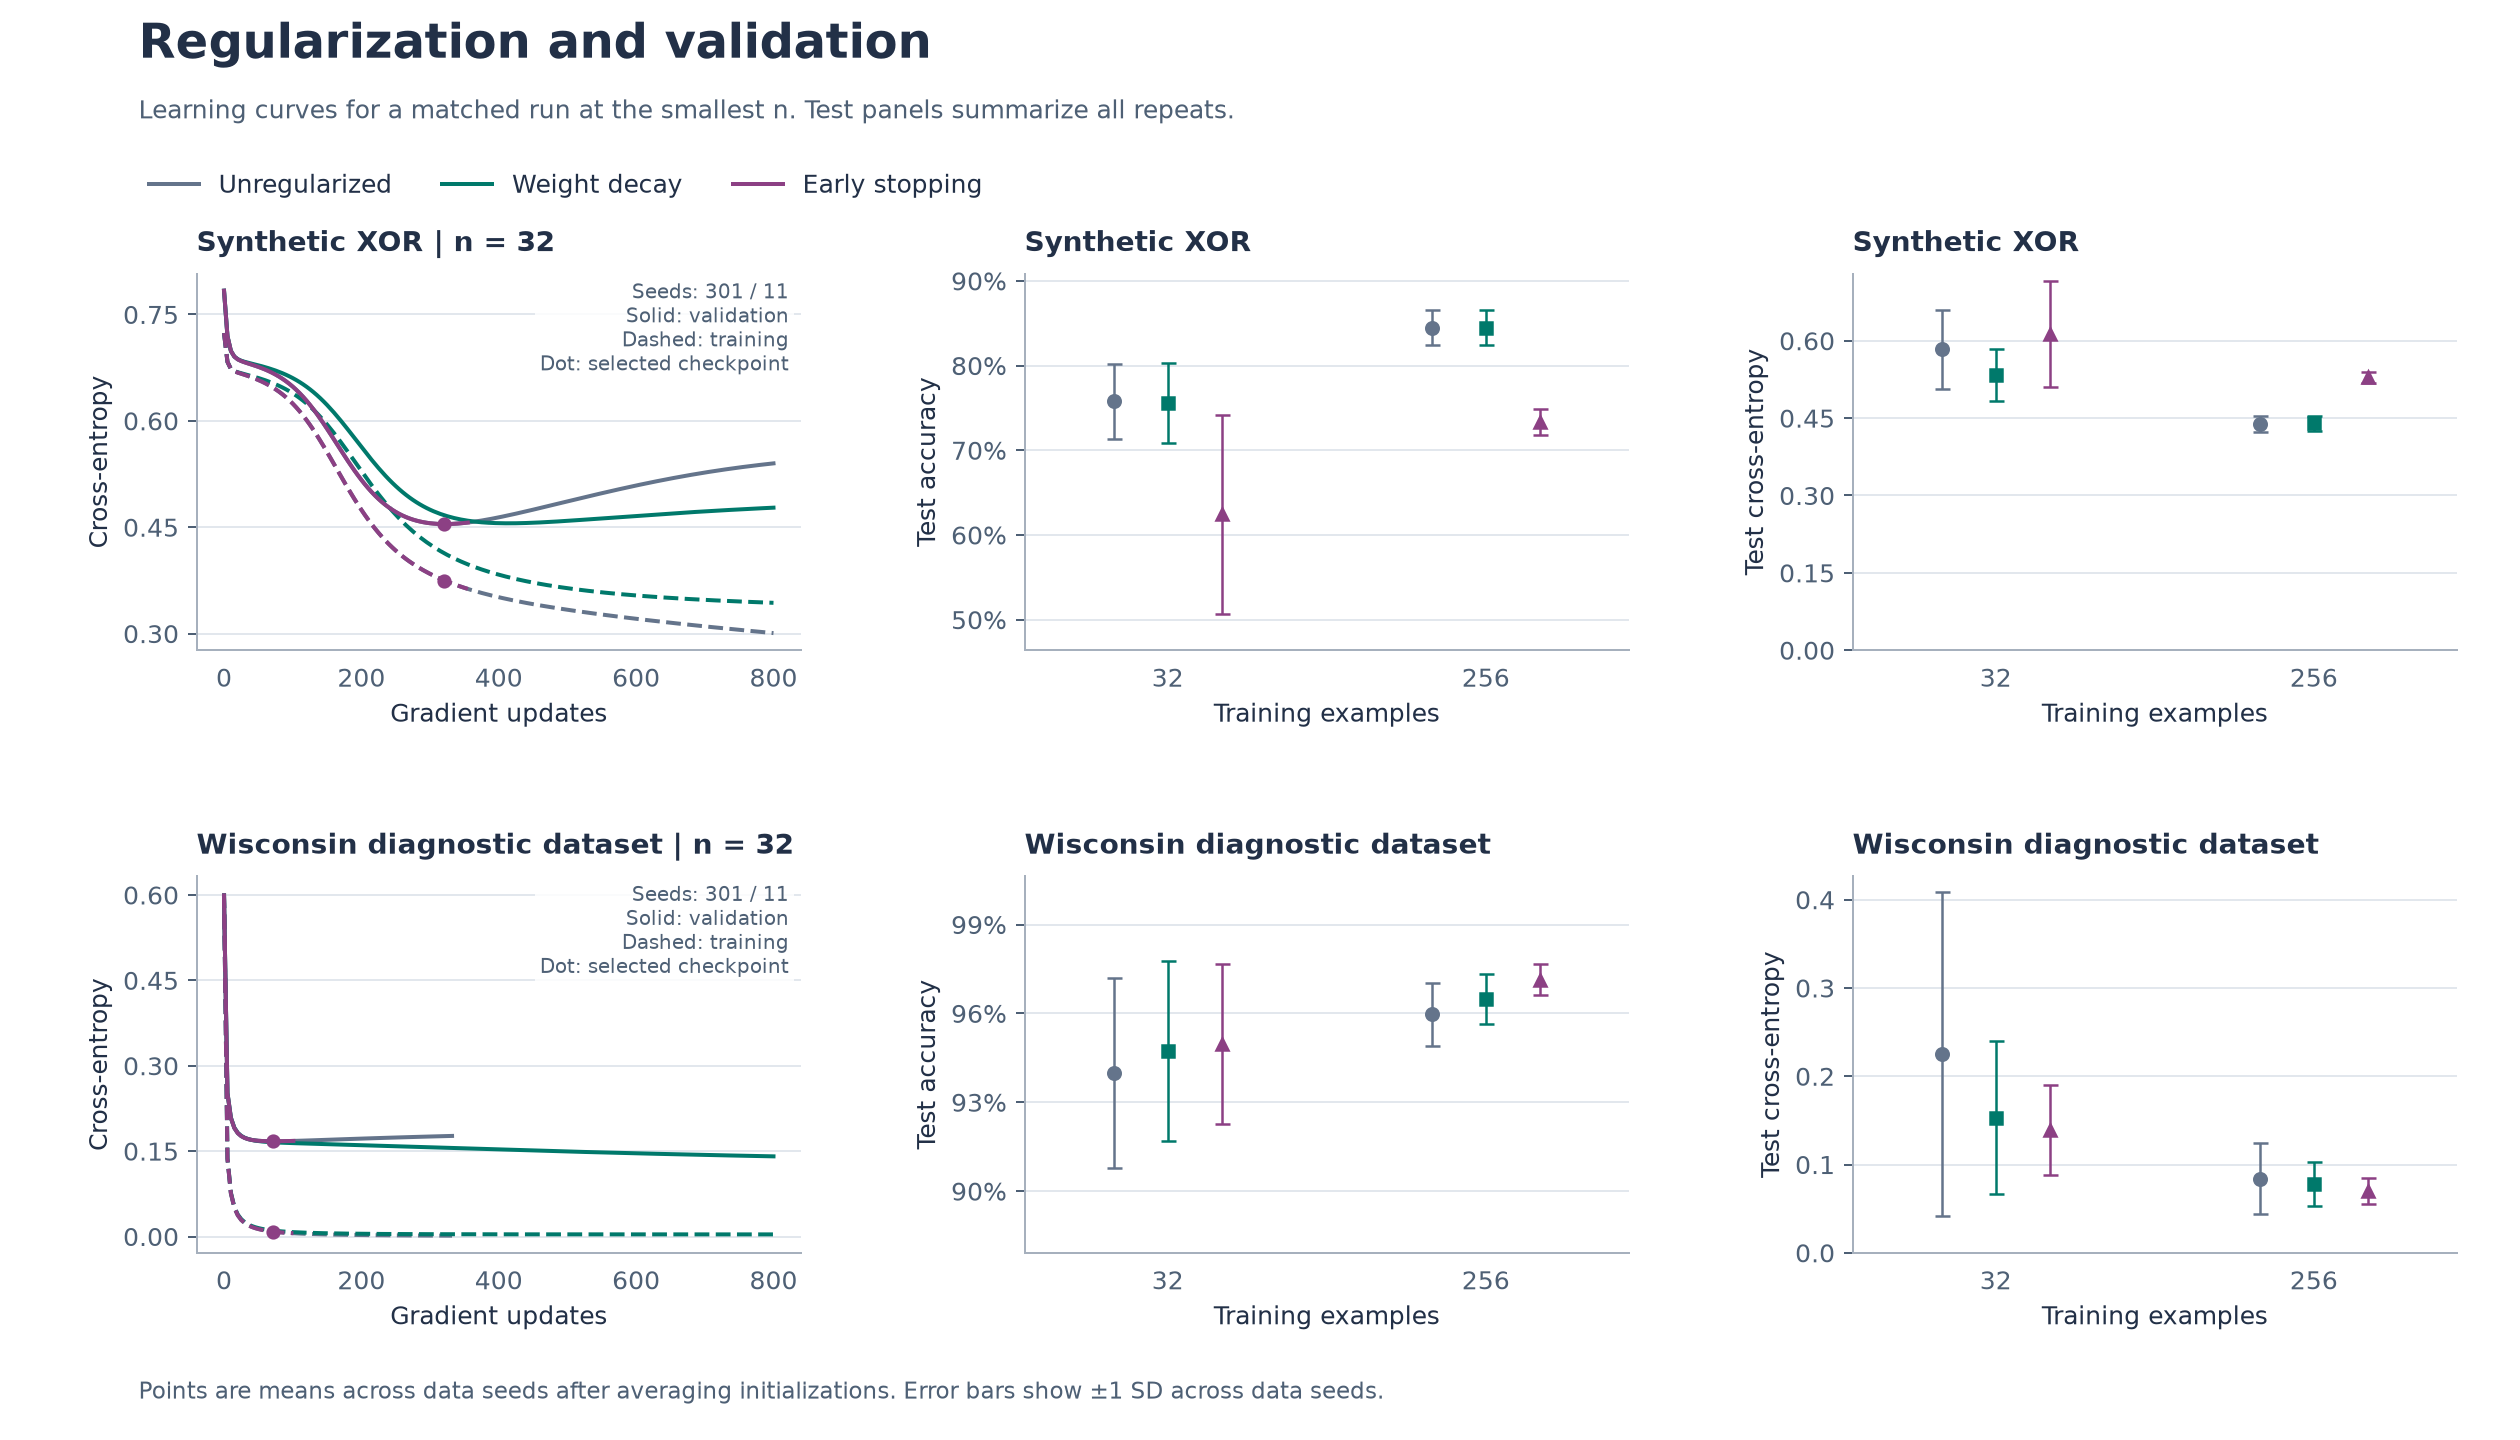 Regularization and validation
Learning curves for a matched run at the smallest n. Test panels summarize all repeats.
Unregularized
Weight decay
Early stopping
Synthetic XOR | n = 32
Seeds: 301 / 11
Solid: validation
Dashed: training
Dot: selected checkpoint
Cross-entropy
0.75
0.60
0.45
0.30
0
200
400
600
800
Gradient updates
Synthetic XOR
Test accuracy
90%
80%
70%
60%
50%
32
256
Training examples
Synthetic XOR
Test cross-entropy
0.60
0.45
0.30
0.15
0.00
32
256
Training examples
Wisconsin diagnostic dataset | n = 32
Seeds: 301 / 11
Solid: validation
Dashed: training
Dot: selected checkpoint
Cross-entropy
0.60
0.45
0.30
0.15
0.00
0
200
400
600
800
Gradient updates
Wisconsin diagnostic dataset
Test accuracy
99%
96%
93%
90%
32
256
Training examples
Wisconsin diagnostic dataset
Test cross-entropy
0.4
0.3
0.2
0.1
0.0
32
256
Training examples
Points are means across data seeds after averaging initializations. Error bars show ±1 SD across data seeds.